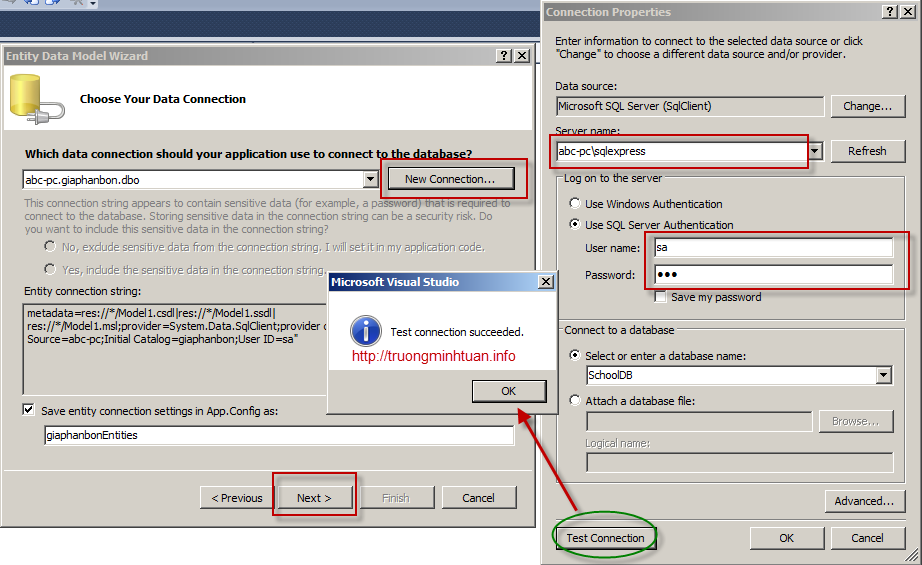 Entity Data Model Wizard
Choose Your Data Connection
Which data connection should your application use to connect to the database?
abc-pc.giaphanbon.dbo
New Connection...
This connection string appears to contain sensitive data (for example, a password) that is required to
connect to the database. Storing sensitive data in the connection string can be a security risk. Do
you want to include this sensitive data in the connection string?
No, exclude sensitive data from the connection string. I will set it in my application code.
Yes, include the sensitive data in the connection string.
Entity connection string:
metadata=res://*/Model1.csdl|res://*/Model1.ssdl|
res://*/Model1.msl;provider=System.Data.SqlClient;provider
Source=abc-pc;Initial Catalog=giaphanbon;User ID=sa"
Save entity connection settings in App.Config as:
giaphanbonEntities
< Previous
Next >
Finish
Cancel
Microsoft Visual Studio
Test connection succeeded.
http://truongminhtuan.info
OK
Connection Properties
Enter information to connect to the selected data source or click
"Change" to choose a different data source and/or provider.
Data source:
Microsoft SQL Server (SqlClient)
Change...
Server name:
abc-pc\sqlexpress
Refresh
Log on to the server
Use Windows Authentication
Use SQL Server Authentication
User name:
sa
Password:
●●●
Save my password
Connect to a database
Select or enter a database name:
SchoolDB
Attach a database file:
Browse...
Logical name:
Advanced...
Test Connection
OK
Cancel